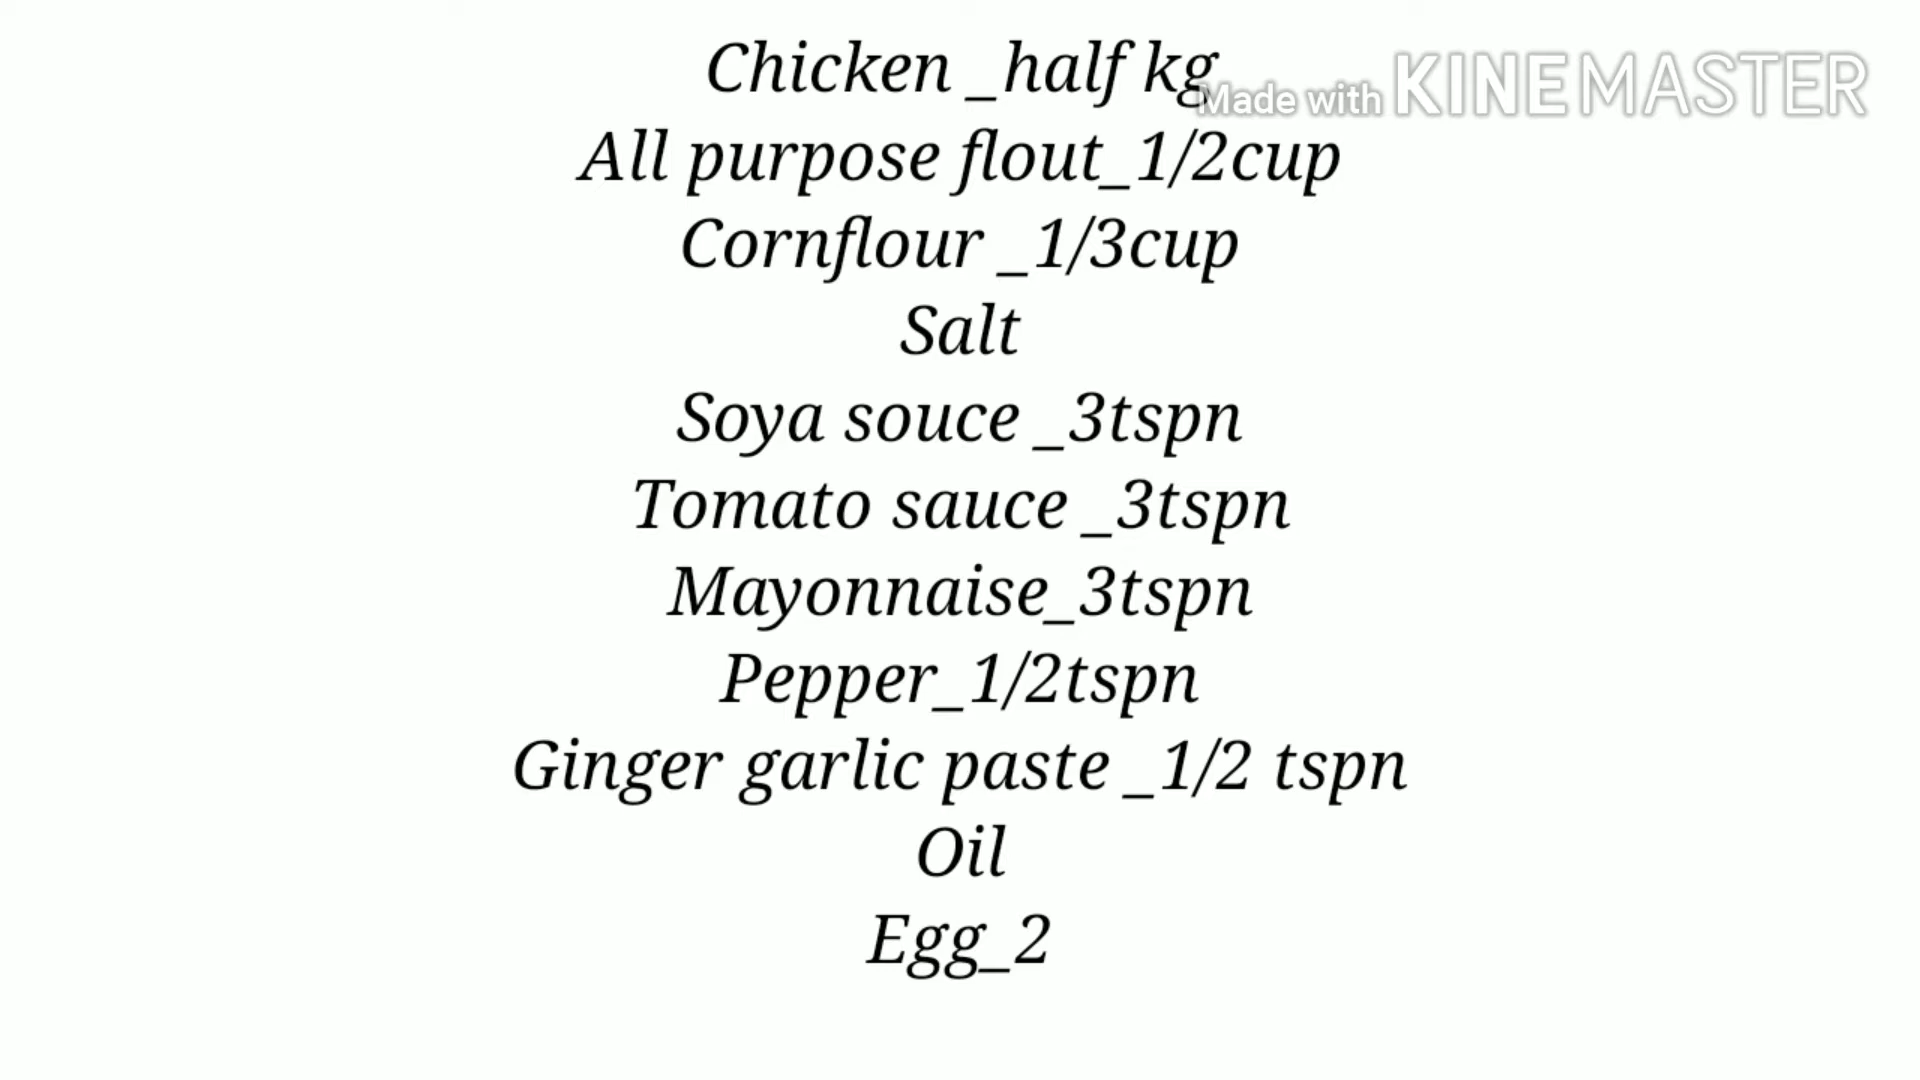 Chicken _half kg
Made with KINEMASTER
All purpose flout_1/2cup
Cornflour _1/3cup
Salt
Soya souce _3tspn
Tomato sauce _3tspn
Mayonnaise_3tspn
Pepper_1/2tspn
Ginger garlic paste _1/2 tspn
Oil
Egg_2